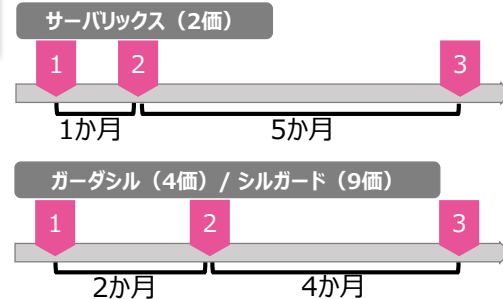 サーバリックス（2価）
1 2 3
1か月 5か月
ガーダシル（4価）/ シルガード（9価）
1 2 3
2か月 4か月